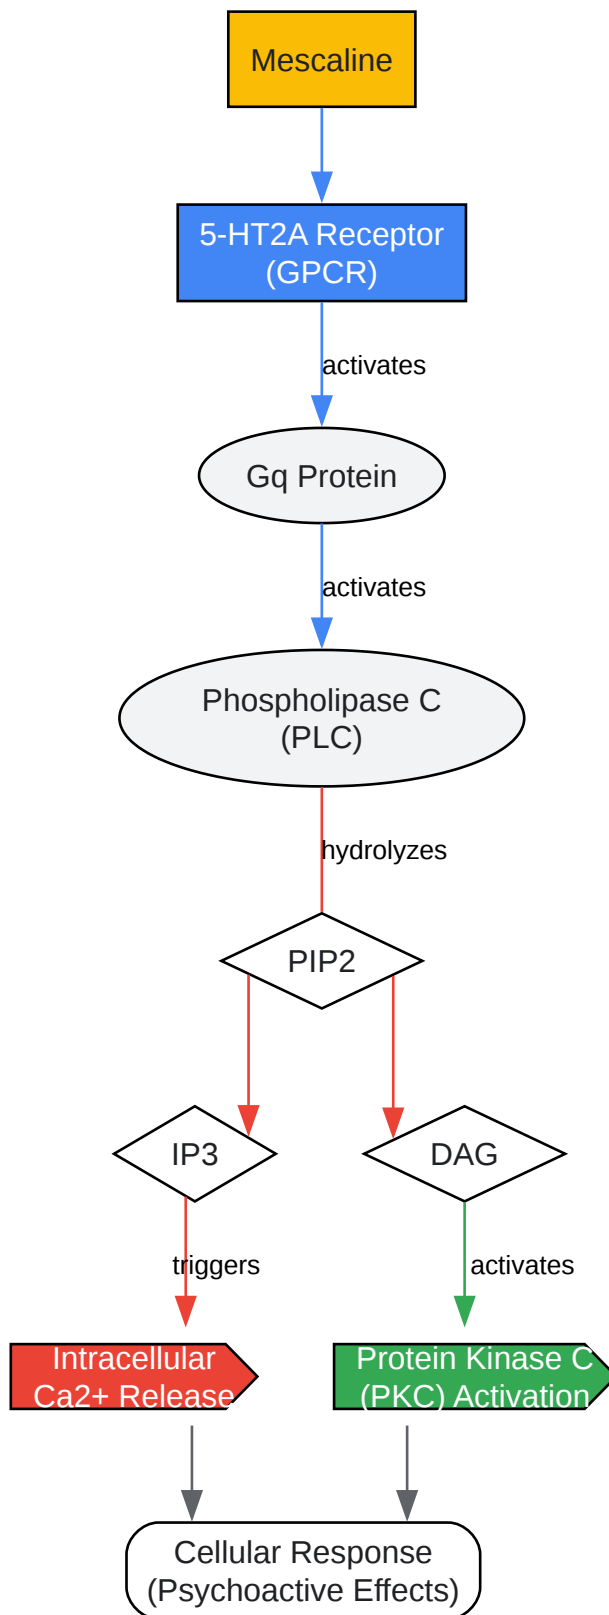 Mescaline
5-HT2A Receptor
(GPCR)
activates
Gq Protein
activates
Phospholipase C
(PLC)
hydrolyzes
PIP2
IP3
DAG
triggers
activates
Intracellular
Ca2+ Release
Protein Kinase C
(PKC) Activation
Cellular Response
(Psychoactive Effects)